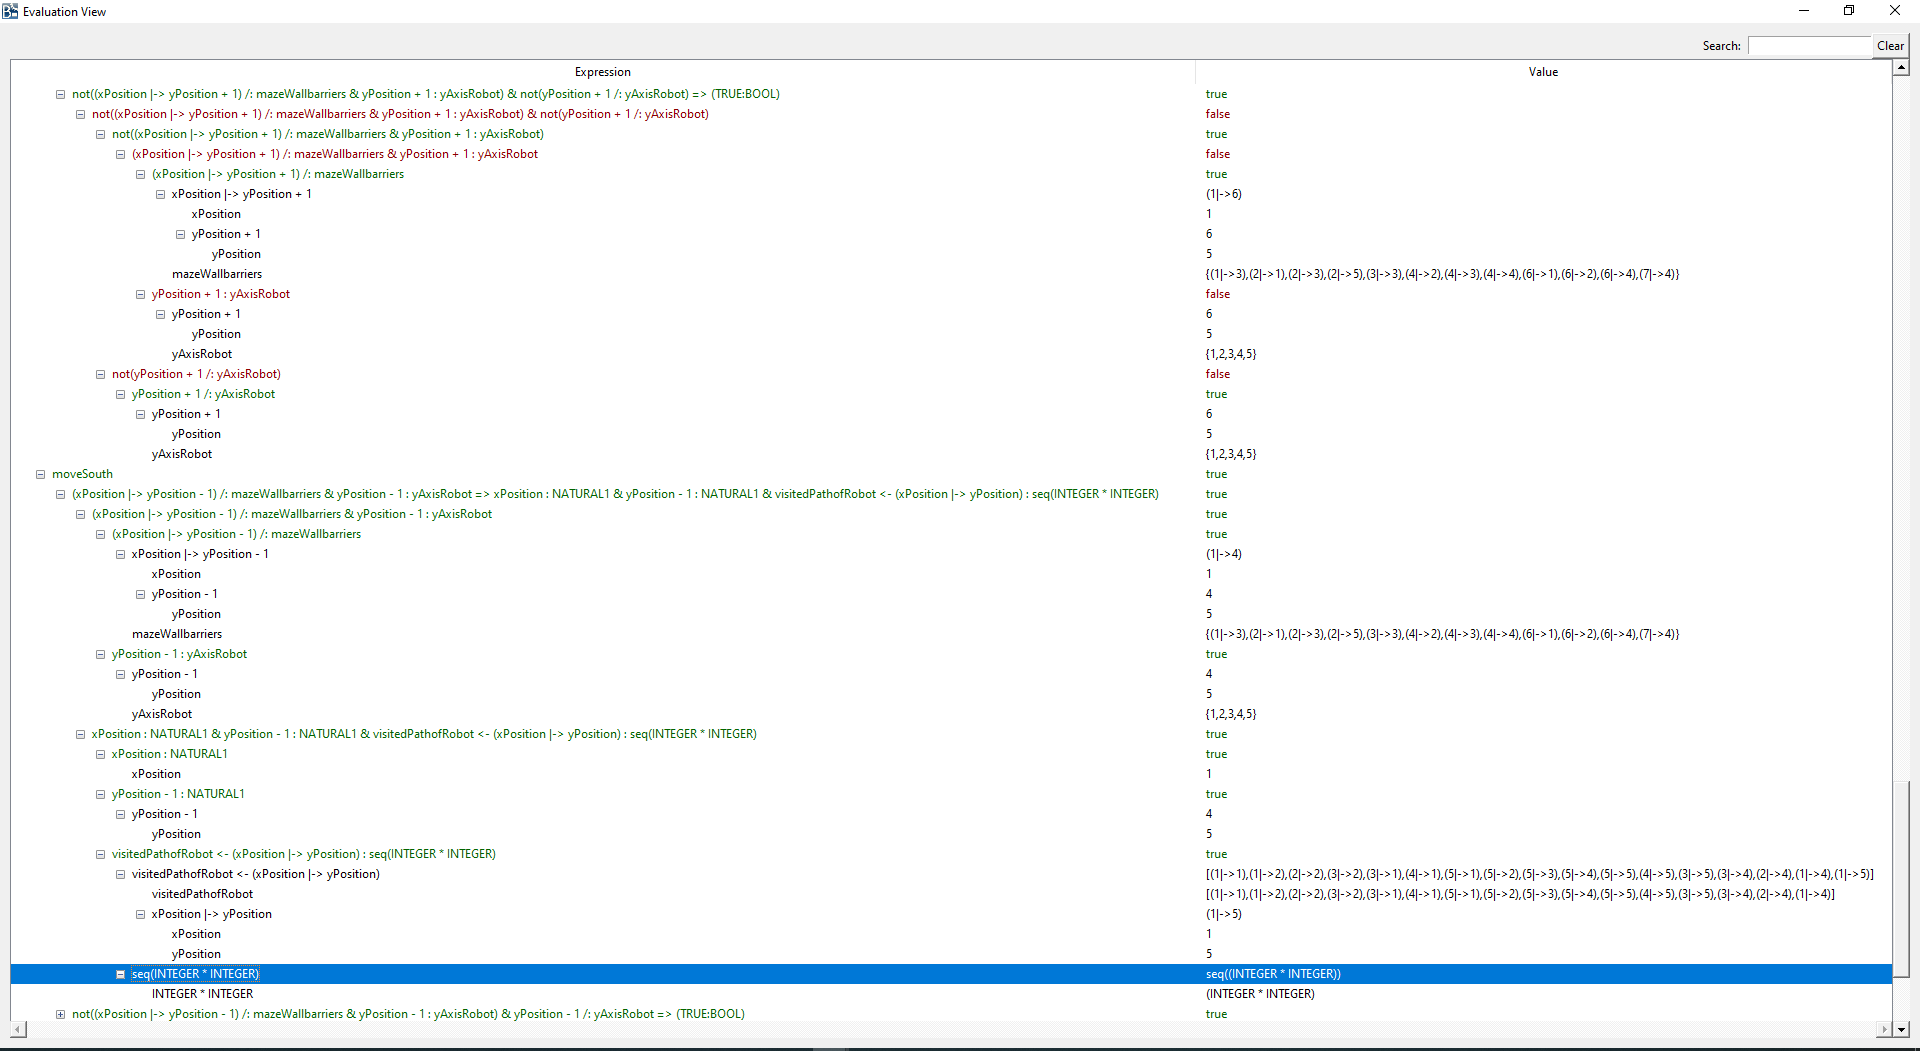 Evaluation View
Search: Clear
Expression Value
not((xPosition |-> yPosition + 1) /: mazeWallbarriers & yPosition + 1 : yAxisRobot) & not(yPosition + 1 /: yAxisRobot) => (TRUE:BOOL) true
not((xPosition |-> yPosition + 1) /: mazeWallbarriers & yPosition + 1 : yAxisRobot) & not(yPosition + 1 /: yAxisRobot) false
not((xPosition |-> yPosition + 1) /: mazeWallbarriers & yPosition + 1 : yAxisRobot) true
(xPosition |-> yPosition + 1) /: mazeWallbarriers & yPosition + 1 : yAxisRobot false
(xPosition |-> yPosition + 1) /: mazeWallbarriers true
xPosition |-> yPosition + 1 (1|->6)
xPosition 1
yPosition + 1 6
yPosition 5
mazeWallbarriers {(1|->3),(2|->1),(2|->3),(2|->5),(3|->3),(4|->2),(4|->3),(4|->4),(6|->1),(6|->2),(6|->4),(7|->4)}
yPosition + 1 : yAxisRobot false
yPosition + 1 6
yPosition 5
yAxisRobot {1,2,3,4,5}
not(yPosition + 1 /: yAxisRobot) false
yPosition + 1 /: yAxisRobot true
yPosition + 1 6
yPosition 5
yAxisRobot {1,2,3,4,5}
moveSouth true
(xPosition |-> yPosition - 1) /: mazeWallbarriers & yPosition - 1 : yAxisRobot => xPosition : NATURAL1 & yPosition - 1 : NATURAL1 & visitedPathofRobot <- (xPosition |-> yPosition) : seq(INTEGER * INTEGER) true
(xPosition |-> yPosition - 1) /: mazeWallbarriers & yPosition - 1 : yAxisRobot true
(xPosition |-> yPosition - 1) /: mazeWallbarriers true
xPosition |-> yPosition - 1 (1|->4)
xPosition 1
yPosition - 1 4
yPosition 5
mazeWallbarriers {(1|->3),(2|->1),(2|->3),(2|->5),(3|->3),(4|->2),(4|->3),(4|->4),(6|->1),(6|->2),(6|->4),(7|->4)}
yPosition - 1 : yAxisRobot true
yPosition - 1 4
yPosition 5
yAxisRobot {1,2,3,4,5}
xPosition : NATURAL1 & yPosition - 1 : NATURAL1 & visitedPathofRobot <- (xPosition |-> yPosition) : seq(INTEGER * INTEGER) true
xPosition : NATURAL1 true
xPosition 1
yPosition - 1 : NATURAL1 true
yPosition - 1 4
yPosition 5
visitedPathofRobot <- (xPosition |-> yPosition) : seq(INTEGER * INTEGER) true
visitedPathofRobot <- (xPosition |-> yPosition) [(1|->1),(1|->2),(2|->2),(3|->2),(3|->1),(4|->1),(5|->1),(5|->2),(5|->3),(5|->4),(5|->5),(4|->5),(3|->5),(3|->4),(2|->4),(1|->4),(1|->5)]
visitedPathofRobot [(1|->1),(1|->2),(2|->2),(3|->2),(3|->1),(4|->1),(5|->1),(5|->2),(5|->3),(5|->4),(5|->5),(4|->5),(3|->5),(3|->4),(2|->4),(1|->4)]
xPosition |-> yPosition (1|->5)
xPosition 1
yPosition 5
seq(INTEGER * INTEGER) seq((INTEGER * INTEGER))
INTEGER * INTEGER (INTEGER * INTEGER)
not((xPosition |-> yPosition - 1) /: mazeWallbarriers & yPosition - 1 : yAxisRobot) & yPosition - 1 /: yAxisRobot => (TRUE:BOOL) true